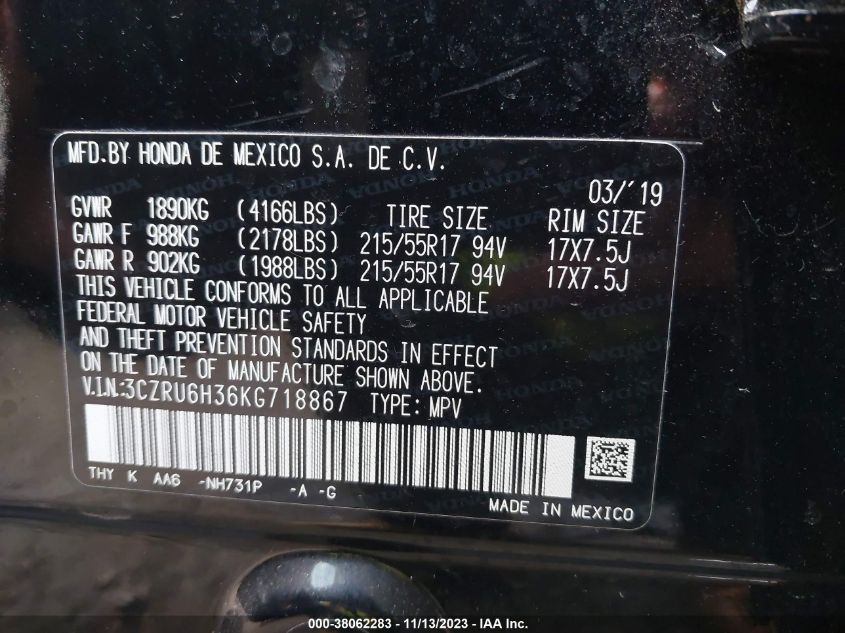 MFD.BY HONDA DE MEXICO S.A. DE C.V.
03/'19
GVWR 1890KG (4166LBS) TIRE SIZE RIM SIZE
GAWR F 988KG (2178LBS) 215/55R17 94V 17X7.5J
GAWR R 902KG (1988LBS) 215/55R17 94V 17X7.5J
THIS VEHICLE CONFORMS TO ALL APPLICABLE
FEDERAL MOTOR VEHICLE SAFETY
AND THEFT PREVENTION STANDARDS IN EFFECT
ON THE DATE OF MANUFACTURE SHOWN ABOVE.
V.I.N.:3CZRU6H36KG718867 TYPE: MPV
THY K AA6 -NH731P -A -G
MADE IN MEXICO
000-38062283 - 11/13/2023 - IAA Inc.